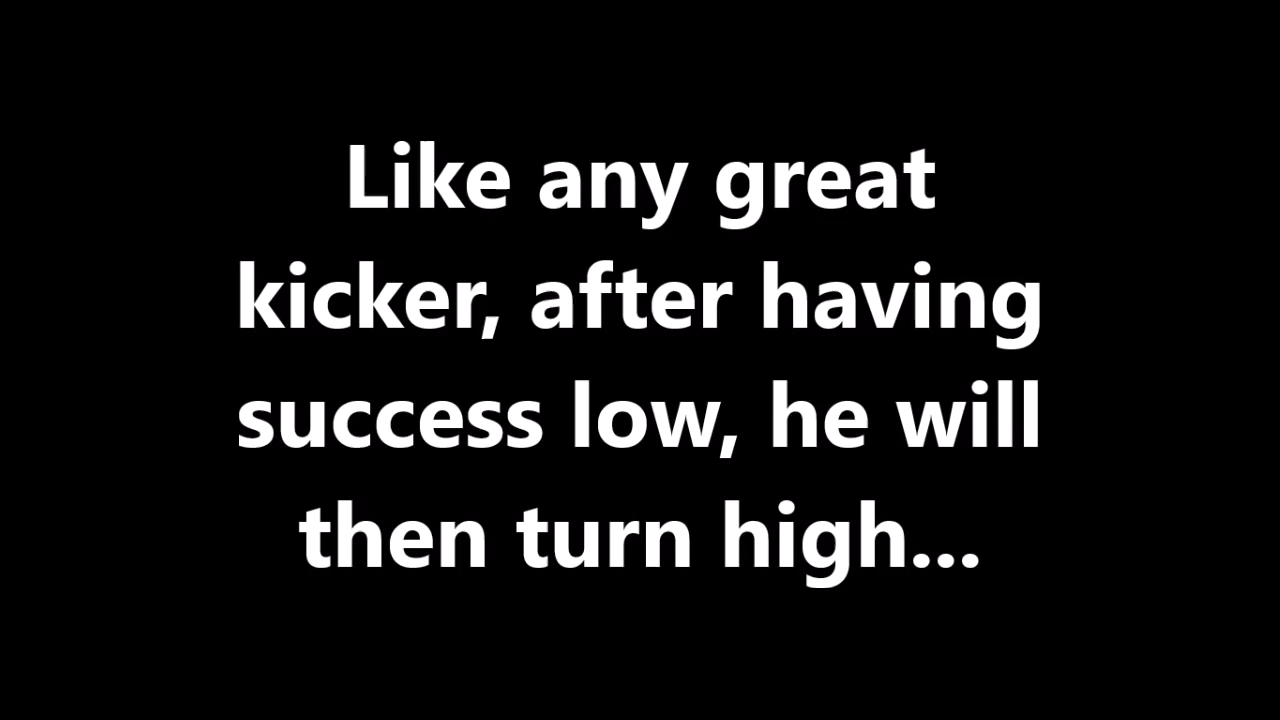 Like any great
kicker, after having
success low, he will
then turn high...